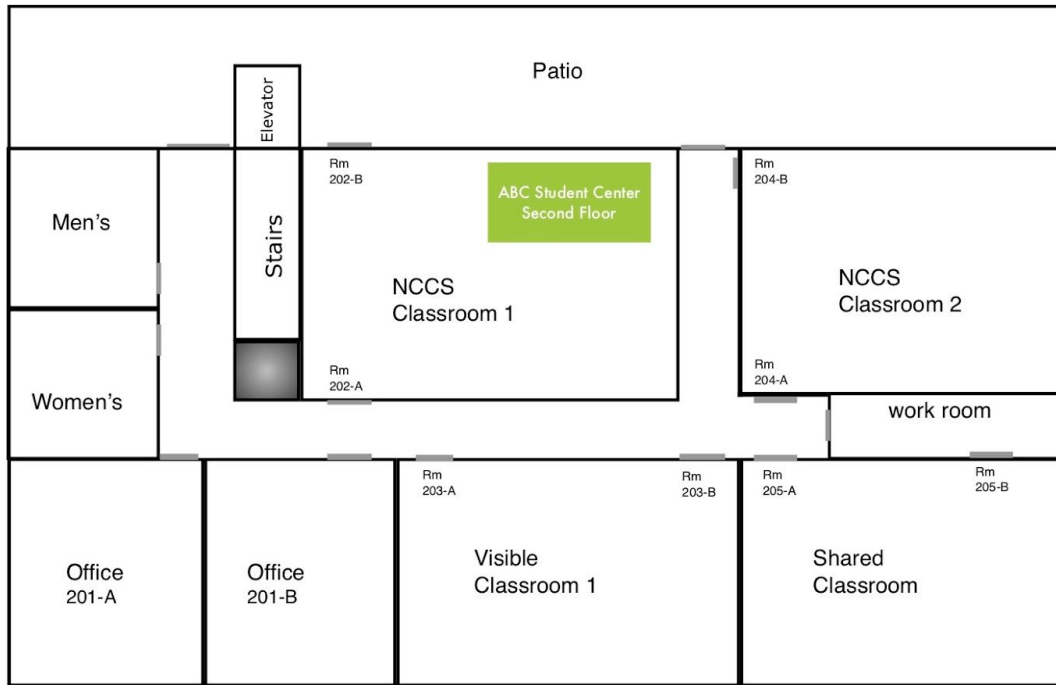 Patio
Elevator
Rm
202-B
ABC Student Center
Second Floor
Rm
204-B
Men's
Stairs
NCCS
Classroom 1
NCCS
Classroom 2
Rm
202-A
Rm
204-A
Women's
work room
Rm
203-A
Rm
203-B
Rm
205-A
Rm
205-B
Office
201-A
Office
201-B
Visible
Classroom 1
Shared
Classroom